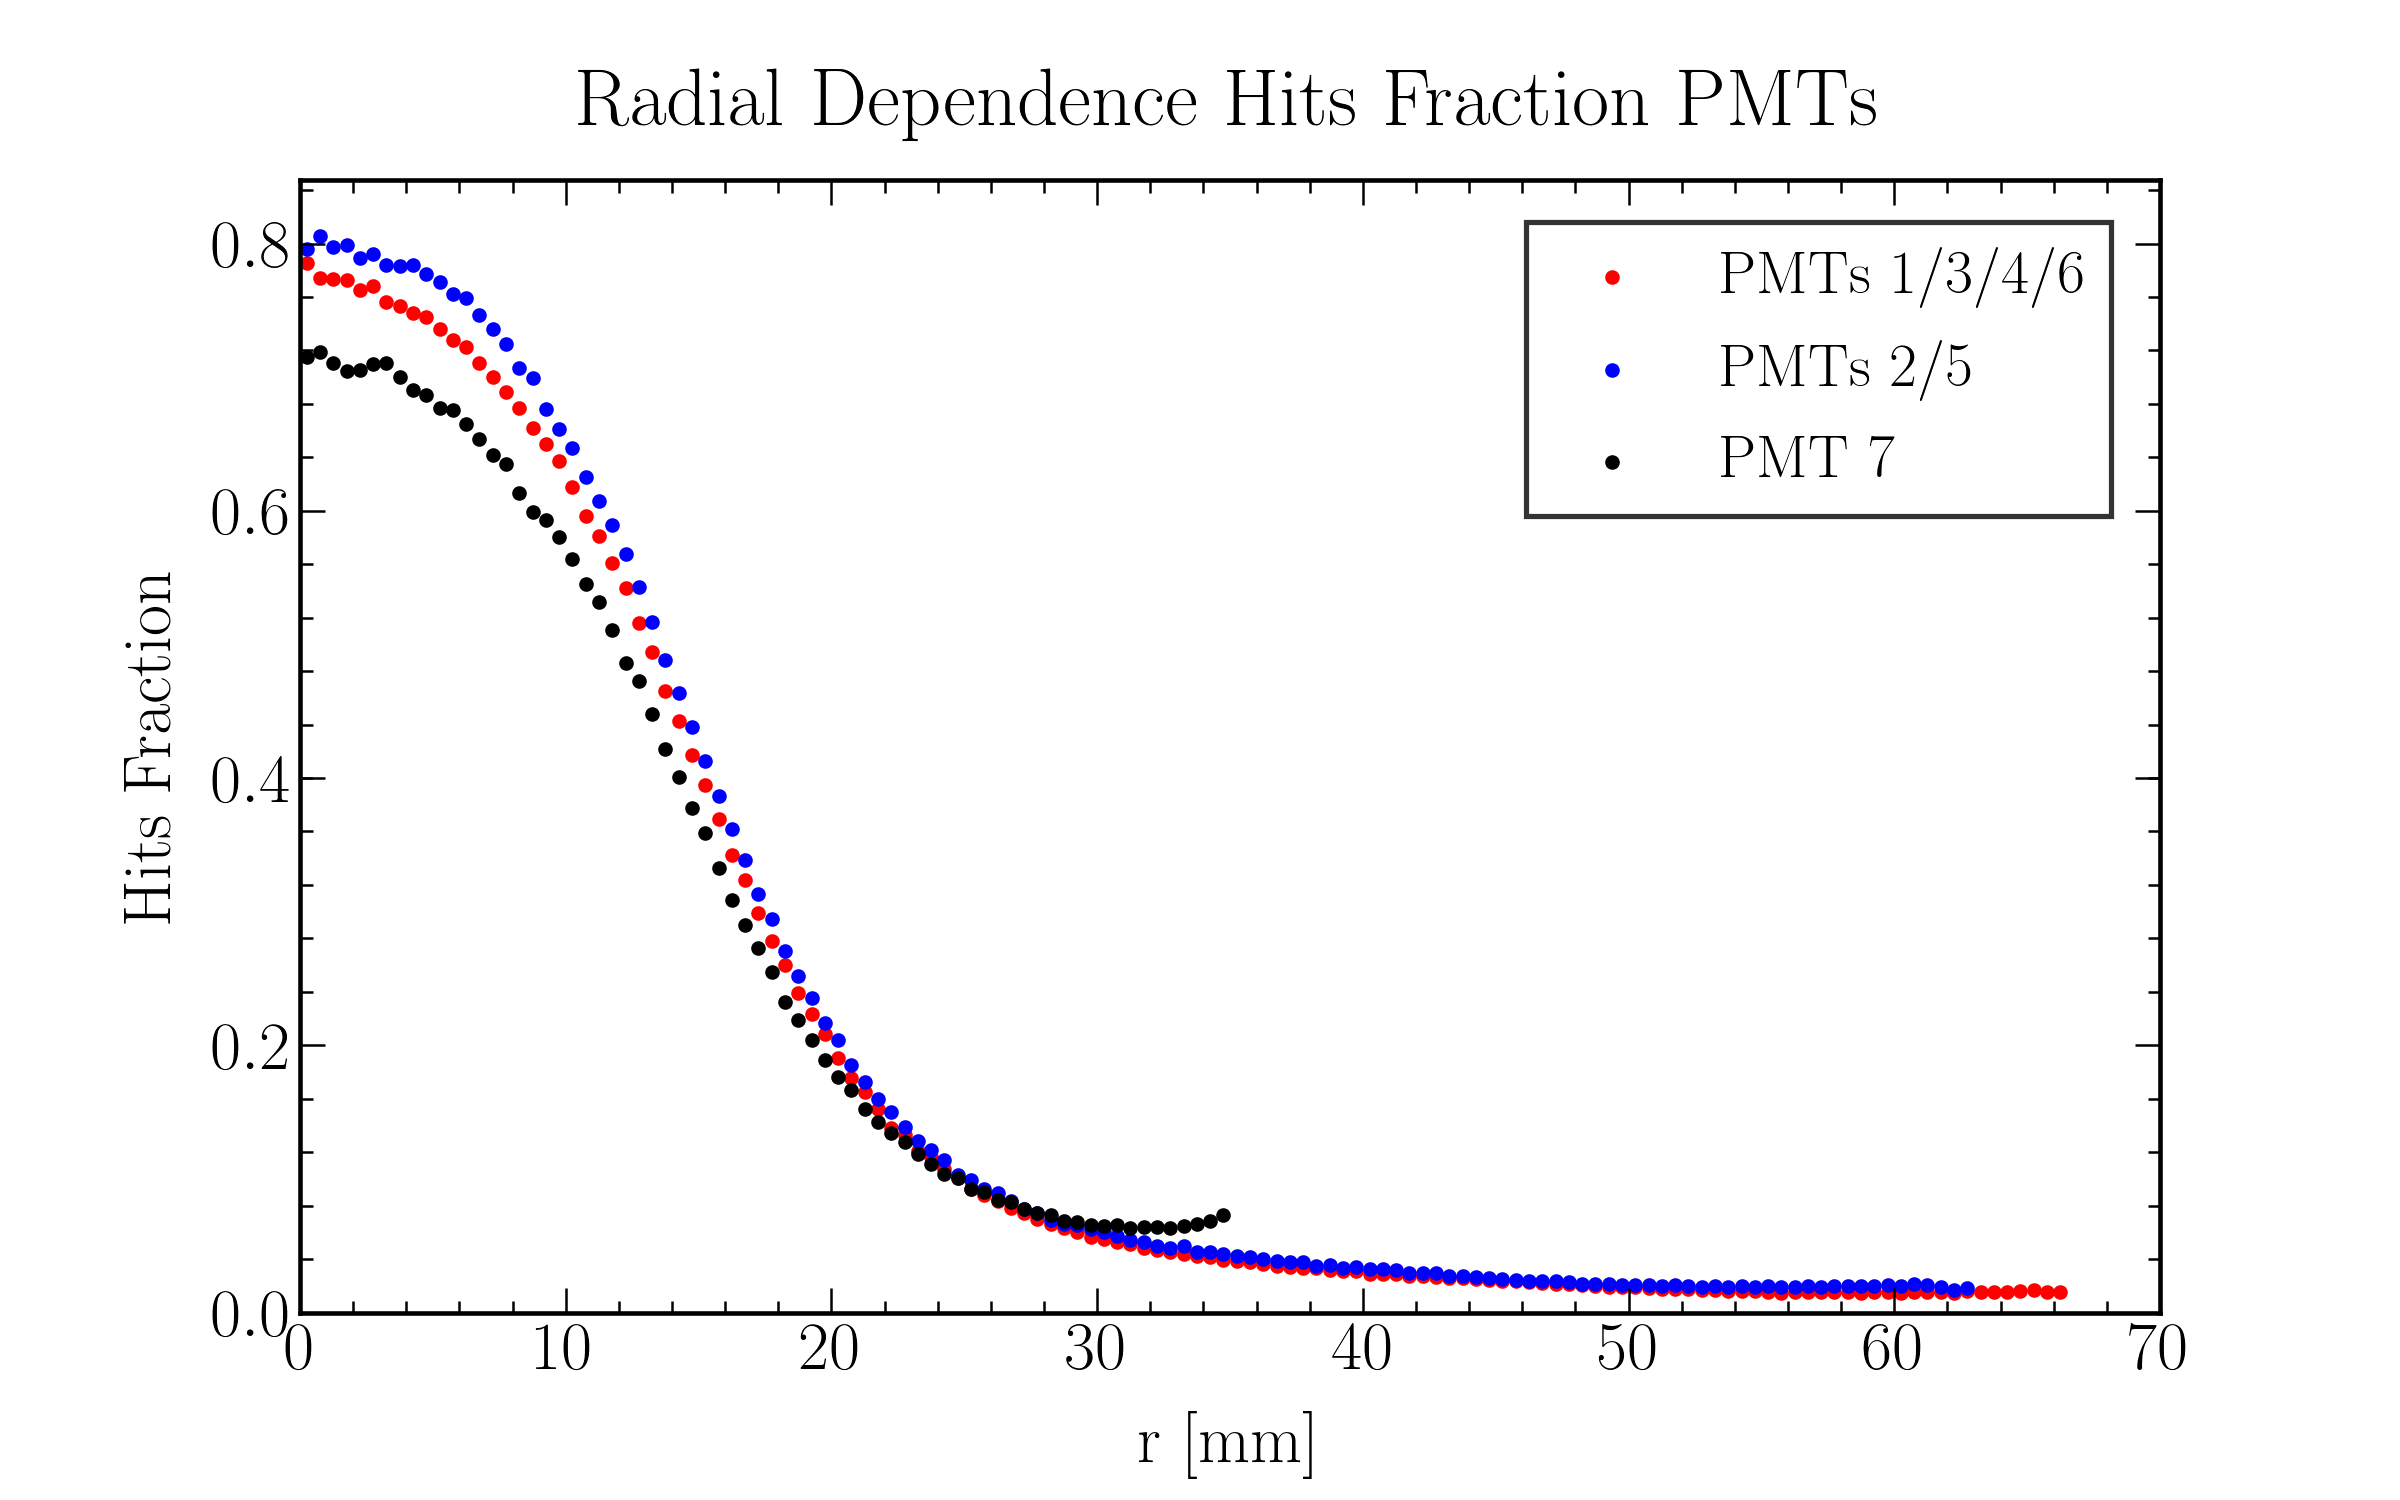 Radial Dependence Hits Fraction PMTs
PMTs 1/3/4/6
PMTs 2/5
PMT 7
Hits Fraction
0.8
0.6
0.4
0.2
0.0
0 10 20 30 40 50 60 70
r [mm]